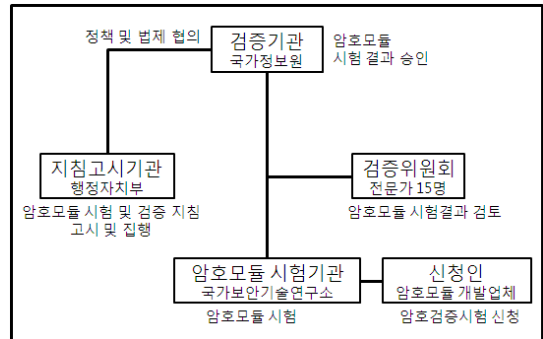 정책 및 법제 협의
검증기관
국가정보원
암호모듈
시험 결과 승인
지침고시기관
행정자치부
암호모듈 시험 및 검증 지침
고시 및 집행
검증위원회
전문가 15명
암호모듈 시험결과 검토
암호모듈 시험기관
국가보안기술연구소
암호모듈 시험
신청인
암호모듈 개발업체
암호검증시험 신청